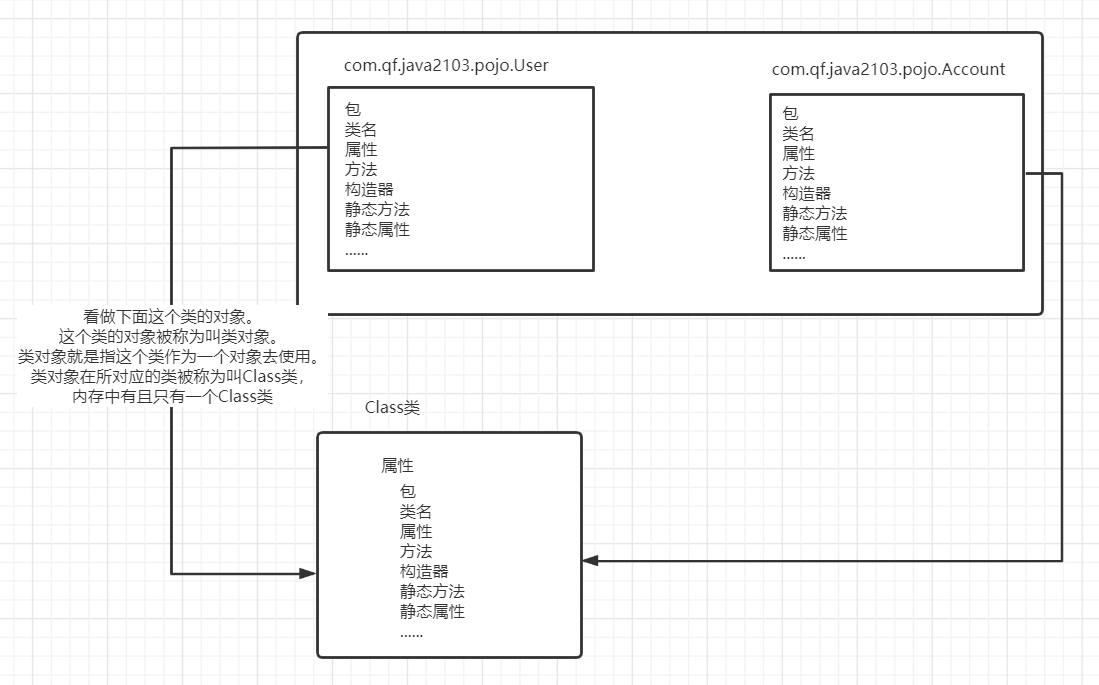 com.qf.java2103.pojo.User
包
类名
属性
方法
构造器
静态方法
静态属性
......
com.qf.java2103.pojo.Account
包
类名
属性
方法
构造器
静态方法
静态属性
......
看做下面这个类的对象。
这个类的对象被称为叫类对象。
类对象就是指这个类作为一个对象去使用。
类对象在所对应的类被称为叫Class类，
内存中有且只有一个Class类
Class类
属性
包
类名
属性
方法
构造器
静态方法
静态属性
......